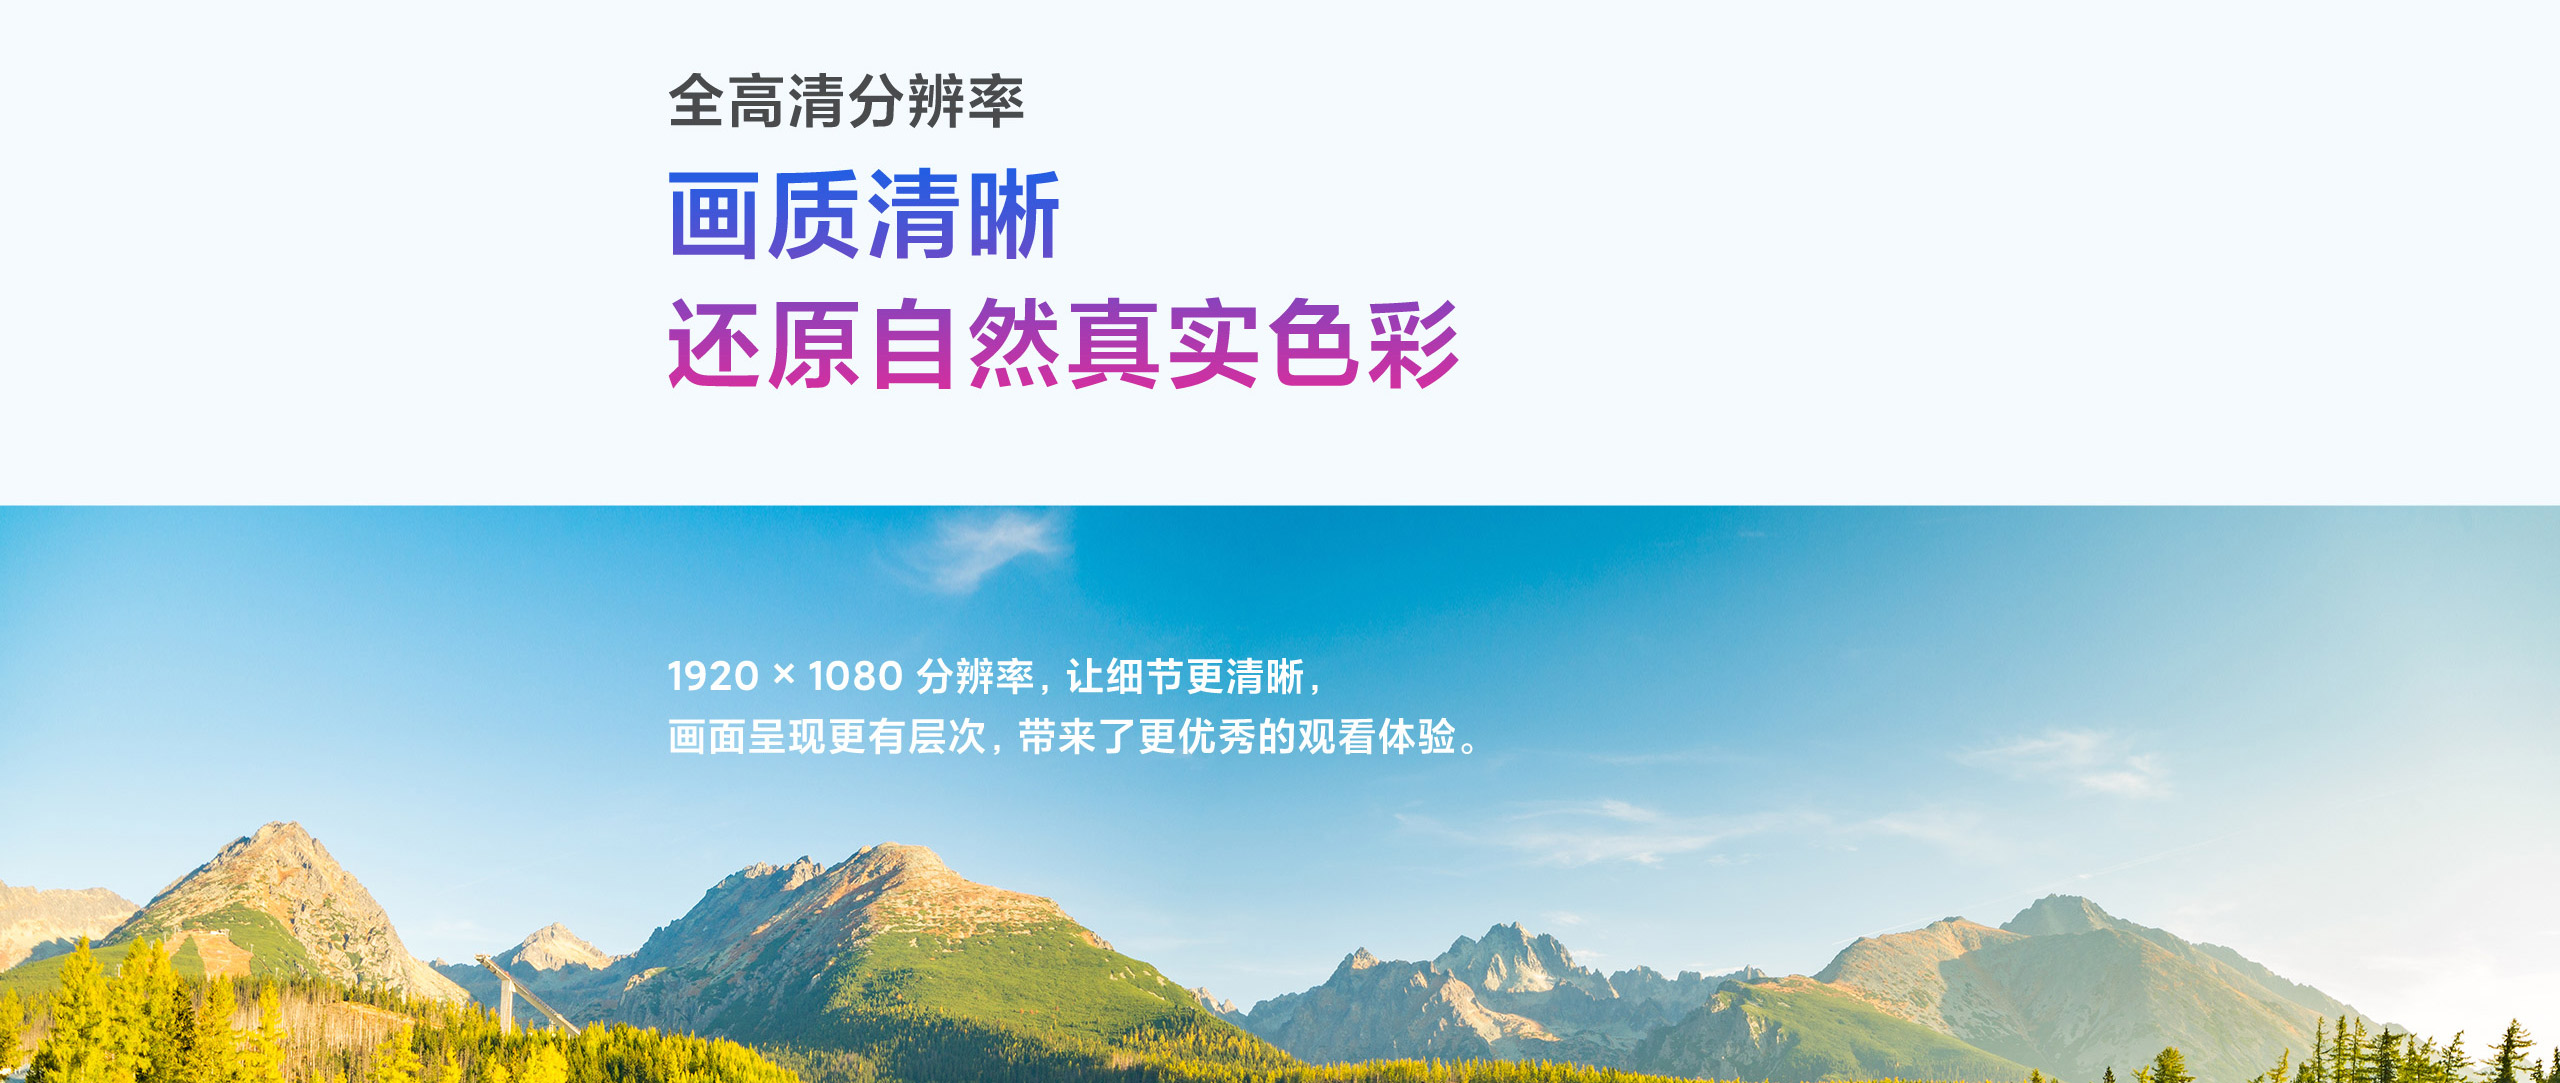 全高清分辨率
画质清晰
还原自然真实色彩
1920 × 1080 分辨率，让细节更清晰，
画面呈现更有层次，带来了更优秀的观看体验。